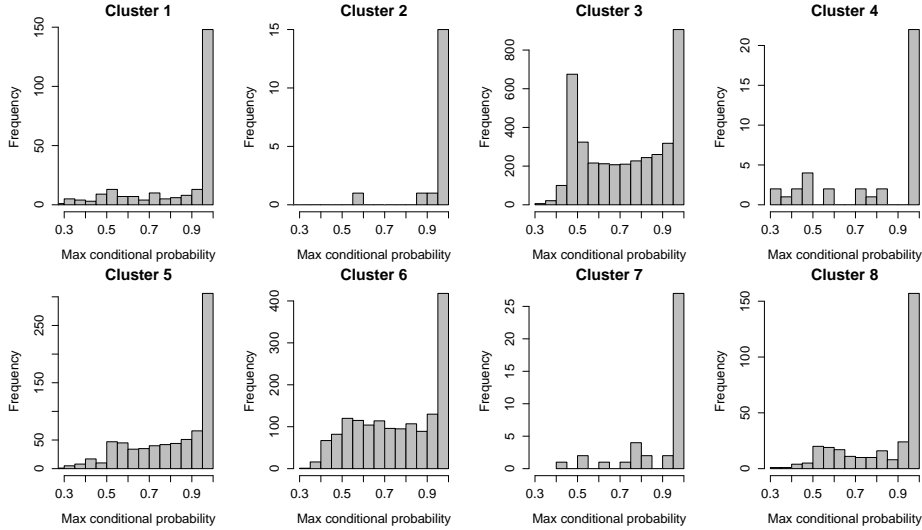 Cluster 1
Frequency
0 50 100 150
0.3 0.5 0.7 0.9
Max conditional probability
Cluster 2
Frequency
0 5 10 15
0.3 0.5 0.7 0.9
Max conditional probability
Cluster 3
Frequency
0 200 400 600 800
0.3 0.5 0.7 0.9
Max conditional probability
Cluster 4
Frequency
0 5 10 15 20
0.3 0.5 0.7 0.9
Max conditional probability
Cluster 5
Frequency
0 50 150 250
0.3 0.5 0.7 0.9
Max conditional probability
Cluster 6
Frequency
0 100 200 300 400
0.3 0.5 0.7 0.9
Max conditional probability
Cluster 7
Frequency
0 5 10 15 20 25
0.3 0.5 0.7 0.9
Max conditional probability
Cluster 8
Frequency
0 50 100 150
0.3 0.5 0.7 0.9
Max conditional probability